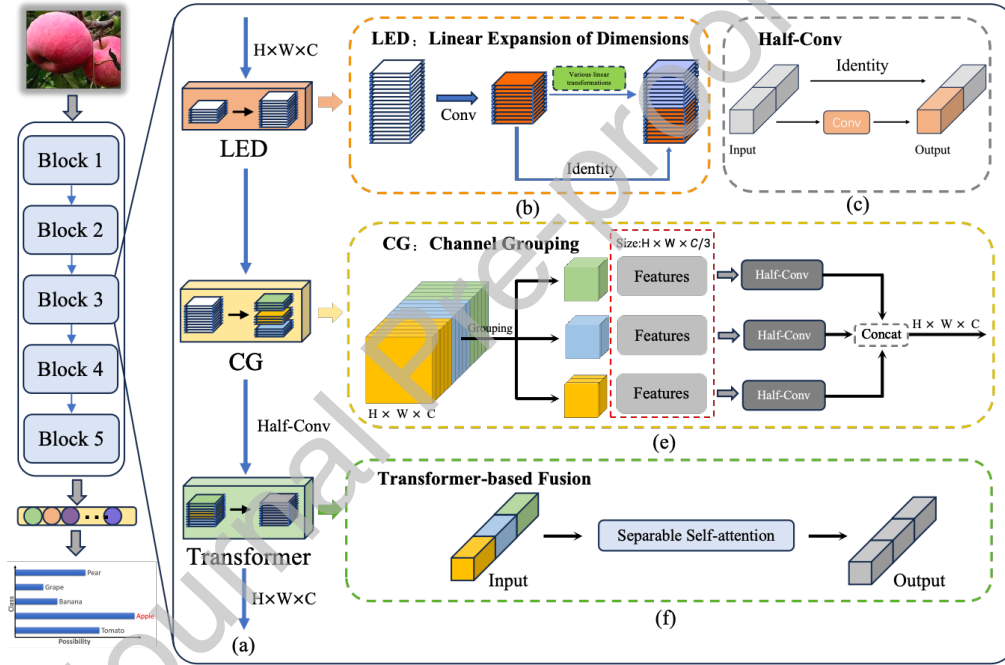 Block 1
Block 2
Block 3
Block 4
Block 5
Class
Pear
Grape
Banana
Apple
Tomato
Possibility
H×W×C
LED
CG
Half-Conv
Transformer
H×W×C
(a)
LED：Linear Expansion of Dimensions
Conv
Various linear
transformations
Identity
(b)
Half-Conv
Identity
Conv
Input
Output
(c)
CG：Channel Grouping
Size:H × W × C/3
Grouping
H × W × C
Features
Half-Conv
Features
Half-Conv
Features
Half-Conv
Concat
H × W × C
(e)
Transformer-based Fusion
Input
Separable Self-attention
Output
(f)
Journal Pre-proof